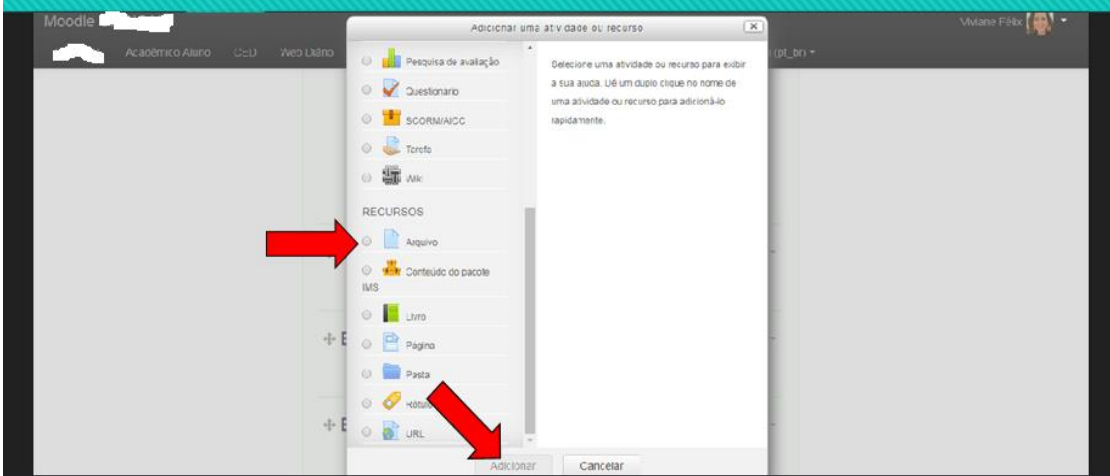 Moodle
Viviane Félix
Acadêmico Aluno CED Web Diário
(pt_br)
Adicionar uma atividade ou recurso
Pesquisa de avaliação
Questionário
SCORM/AICC
Tarefa
Wiki
RECURSOS
Arquivo
Conteúdo do pacote
IMS
Livro
Página
Pasta
Rótulo
URL
Selecione uma atividade ou recurso para exibir
a sua ajuda. Dê um duplo clique no nome de
uma atividade ou recurso para adicioná-lo
rapidamente.
Adicionar Cancelar